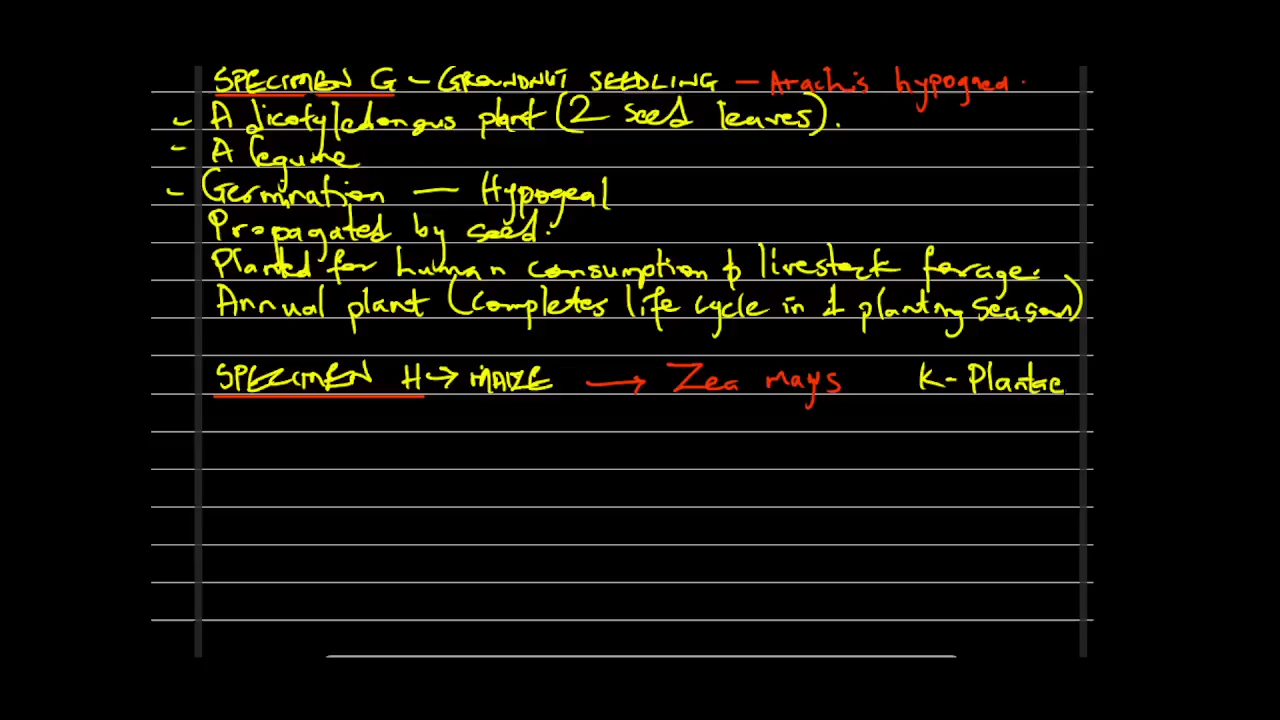 SPECIMEN G - GROUNDNUT SEEDLING - Arachis hypogaea.
- A dicotyledongus plant (2 seed leaves).
- A legume
- Germination - Hypogeal
Propagated by seed.
Planted for human consumption & livestock forage.
Annual plant (completes life cycle in 1 planting season)
SPECIMEN H → MAIZE → Zea mays K - Plantae